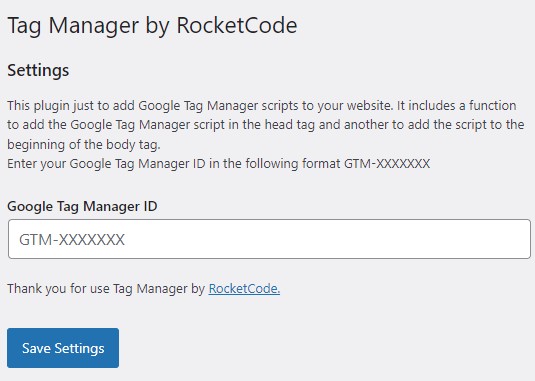 Tag Manager by RocketCode
Settings
This plugin just to add Google Tag Manager scripts to your website. It includes a function
to add the Google Tag Manager script in the head tag and another to add the script to the
beginning of the body tag.
Enter your Google Tag Manager ID in the following format GTM-XXXXXXX
Google Tag Manager ID
GTM-XXXXXXX
Thank you for use Tag Manager by RocketCode.
Save Settings